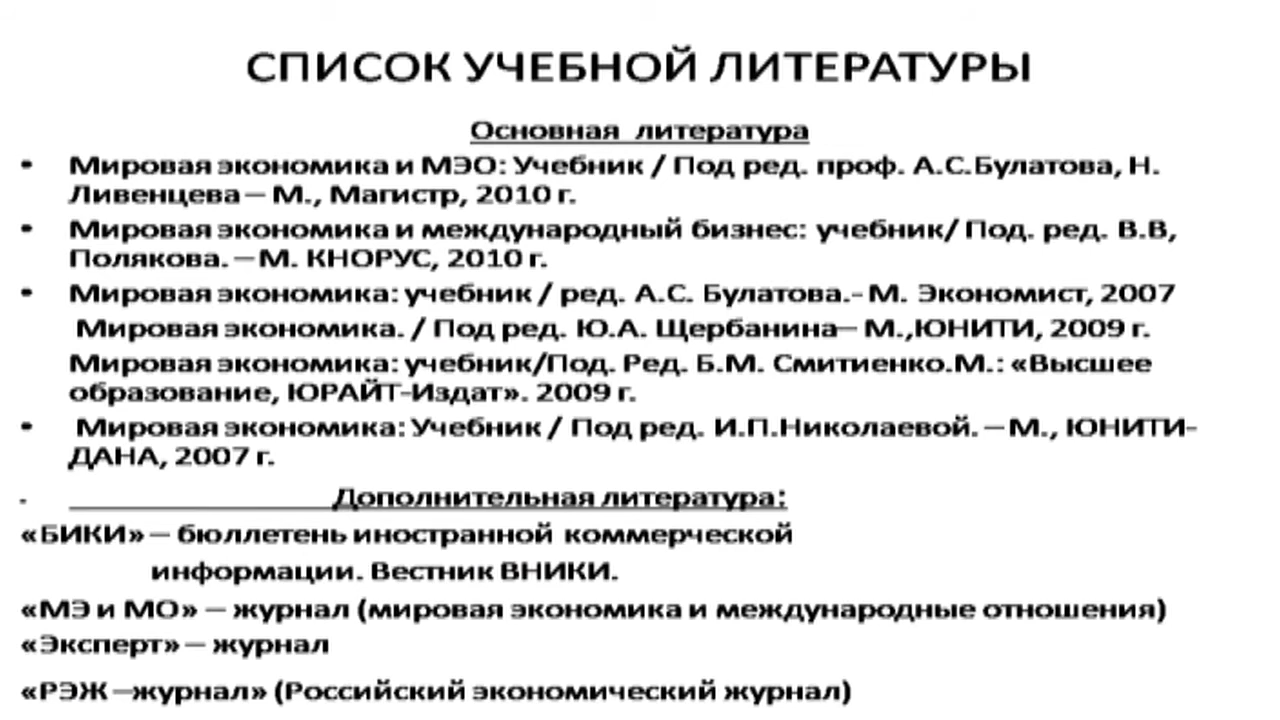 СПИСОК УЧЕБНОЙ ЛИТЕРАТУРЫ
Основная литература
• Мировая экономика и МЭО: Учебник / Под ред. проф. А.С.Булатова, Н.
Ливенцева – М., Магистр, 2010 г.
• Мировая экономика и международный бизнес: учебник/ Под. ред. В.В,
Полякова. – М. КНОРУС, 2010 г.
• Мировая экономика: учебник / ред. А.С. Булатова.- М. Экономист, 2007
Мировая экономика. / Под ред. Ю.А. Щербанина– М.,ЮНИТИ, 2009 г.
Мировая экономика: учебник/Под. Ред. Б.М. Смитиенко.М.: «Высшее
образование, ЮРАЙТ-Издат». 2009 г.
• Мировая экономика: Учебник / Под ред. И.П.Николаевой. – М., ЮНИТИ-
ДАНА, 2007 г.
- Дополнительная литература:
«БИКИ» – бюллетень иностранной коммерческой
информации. Вестник ВНИКИ.
«МЭ и МО» – журнал (мировая экономика и международные отношения)
«Эксперт» – журнал
«РЭЖ –журнал» (Российский экономический журнал)